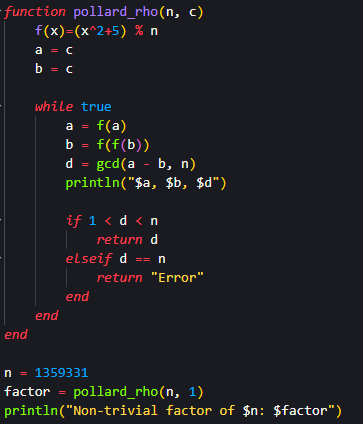 function pollard_rho(n, c)
    f(x)=(x^2+5) % n
    a = c
    b = c

    while true
        a = f(a)
        b = f(f(b))
        d = gcd(a - b, n)
        println("$a, $b, $d")

        if 1 < d < n
            return d
        elseif d == n
            return "Error"
        end
    end
end

n = 1359331
factor = pollard_rho(n, 1)
println("Non-trivial factor of $n: $factor")